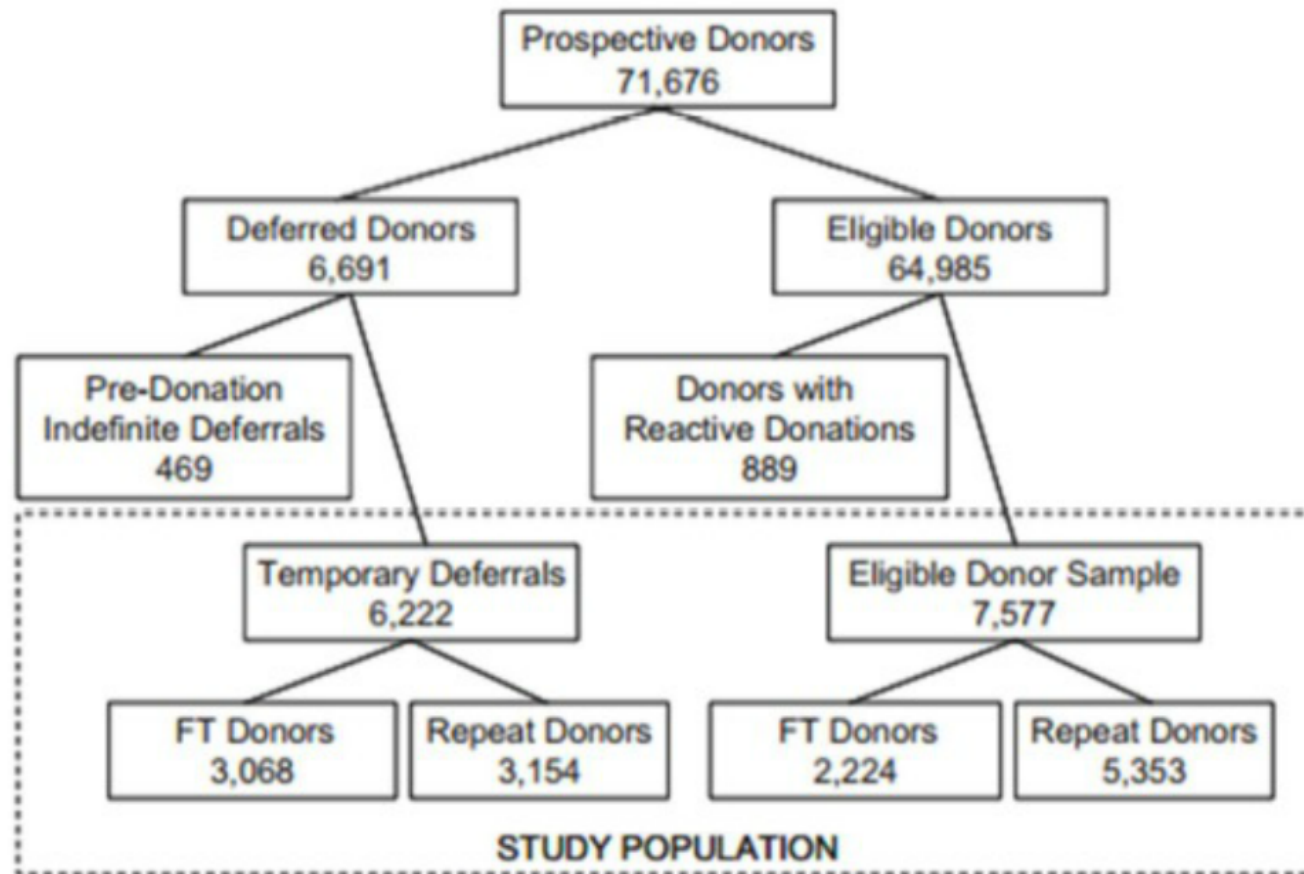 Prospective Donors
71,676
Deferred Donors
6,691
Eligible Donors
64,985
Pre-Donation
Indefinite Deferrals
469
Donors with
Reactive Donations
889
Temporary Deferrals
6,222
Eligible Donor Sample
7,577
FT Donors
3,068
Repeat Donors
3,154
FT Donors
2,224
Repeat Donors
5,353
STUDY POPULATION